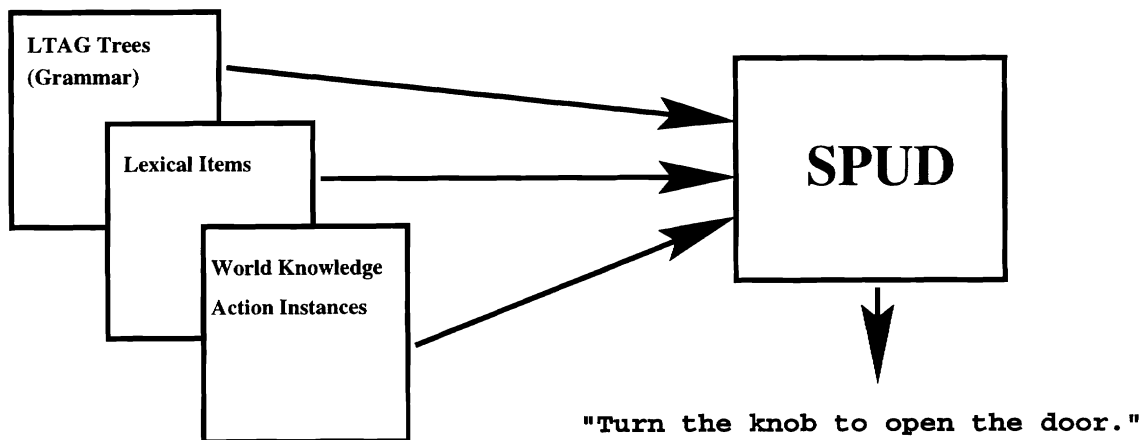 LTAG Trees
(Grammar)
Lexical Items
World Knowledge
Action Instances
SPUD
"Turn the knob to open the door."